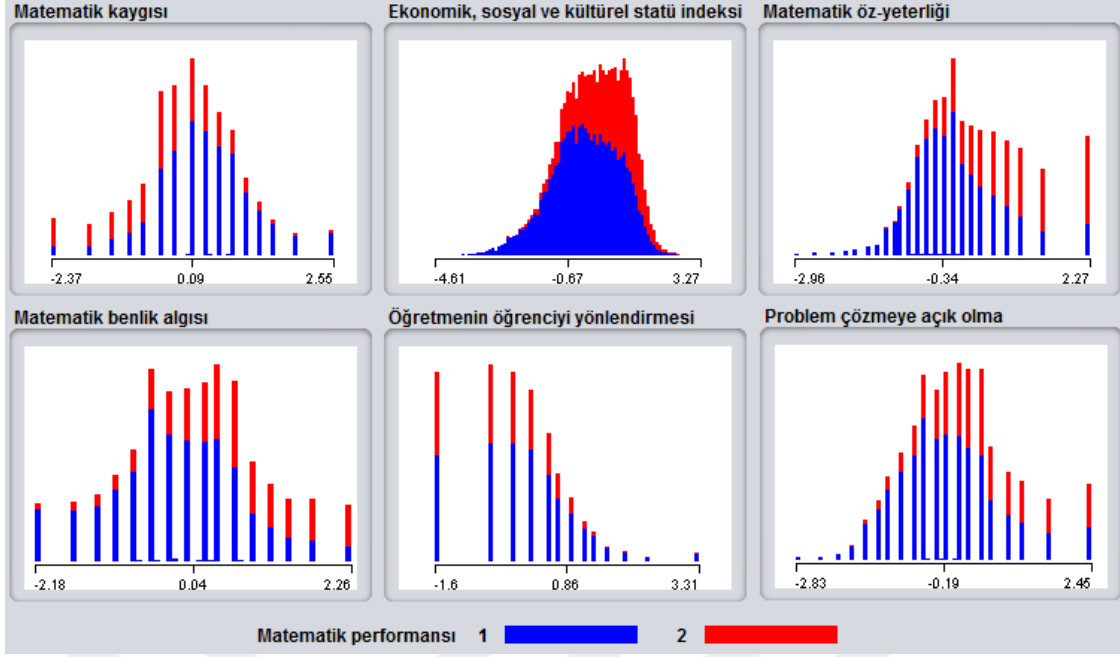 Matematik kaygısı
Ekonomik, sosyal ve kültürel statü indeksi
Matematik öz-yeterliği
-2.37 0.09 2.55
-4.61 -0.67 3.27
-2.96 -0.34 2.27
Matematik benlik algısı
Öğretmenin öğrenciyi yönlendirmesi
Problem çözmeye açık olma
-2.18 0.04 2.26
-1.6 0.86 3.31
-2.83 -0.19 2.45
Matematik performansı 1 2